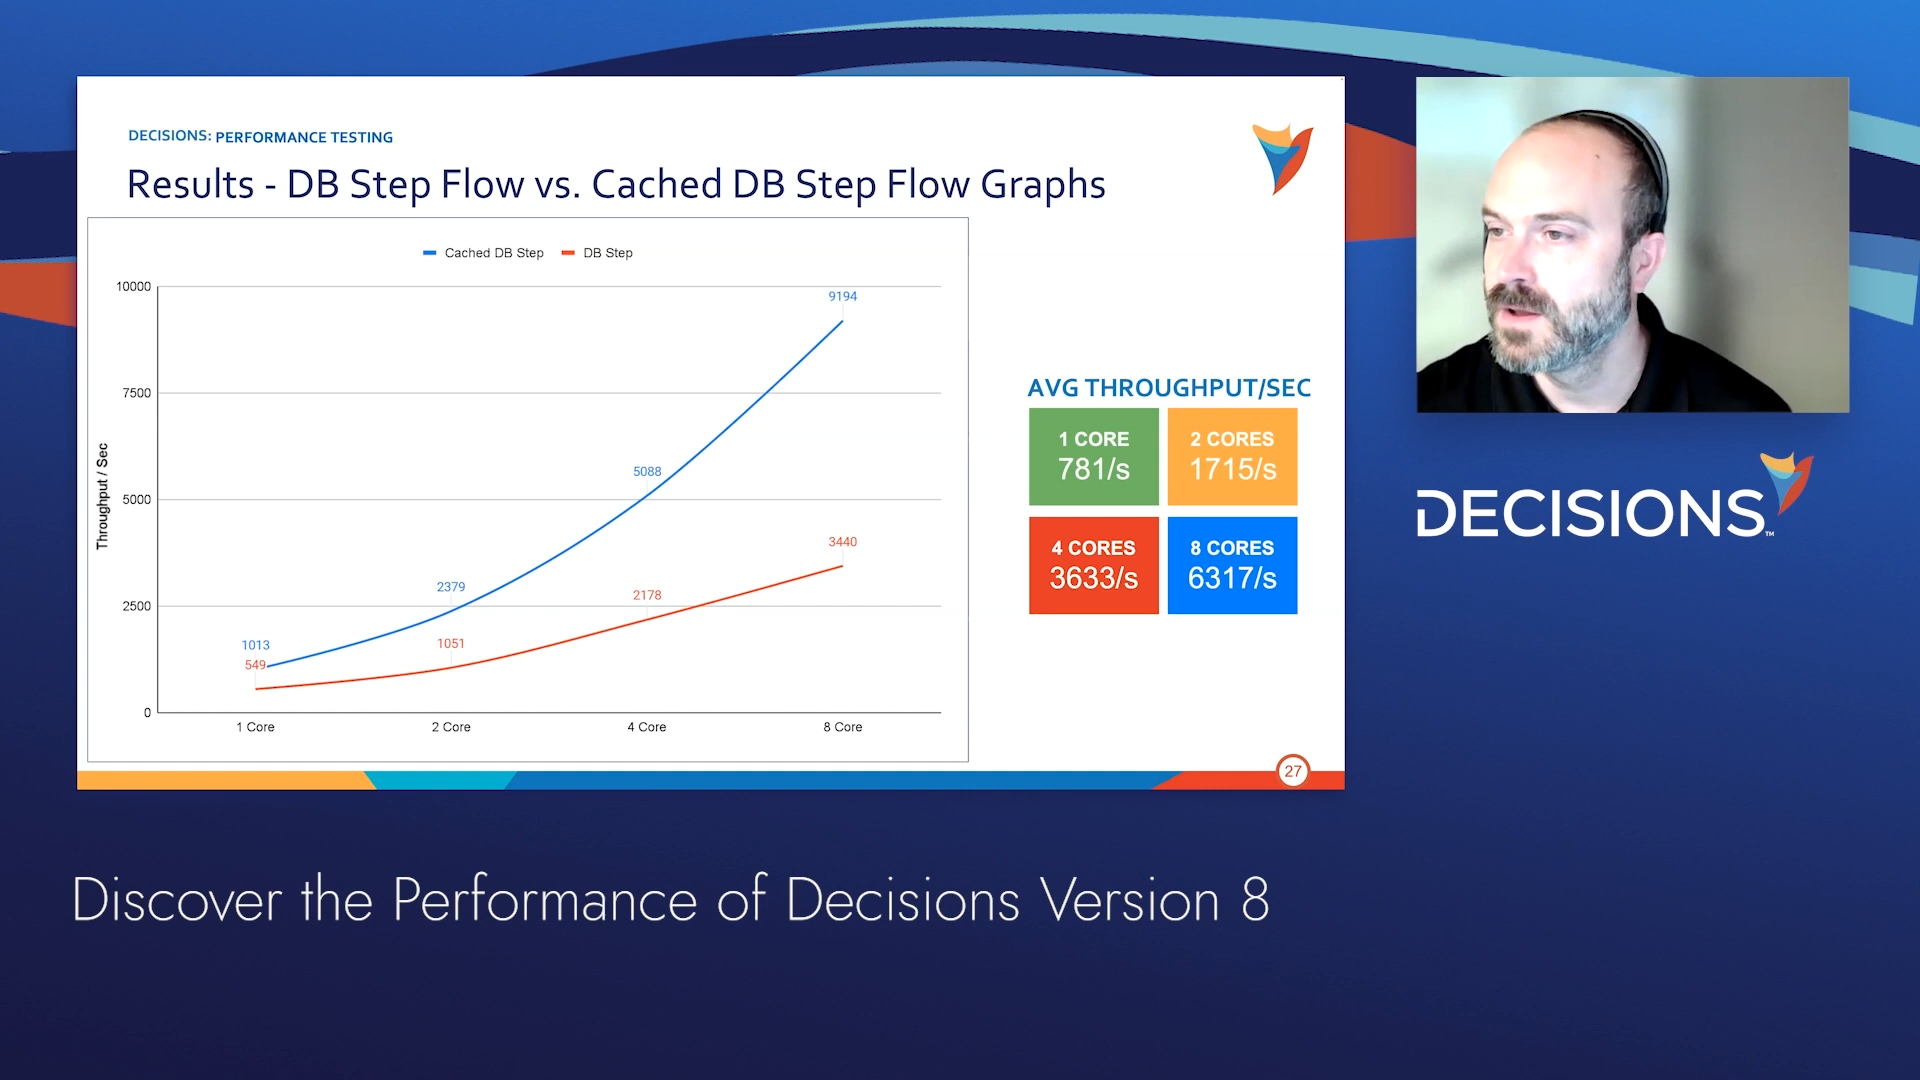 DECISIONS: PERFORMANCE TESTING
Results - DB Step Flow vs. Cached DB Step Flow Graphs
Cached DB Step DB Step
Throughput / Sec
10000
7500
5000
2500
0
1013
2379
5088
9194
549
1051
2178
3440
1 Core 2 Core 4 Core 8 Core
AVG THROUGHPUT/SEC
1 CORE
781/s
2 CORES
1715/s
4 CORES
3633/s
8 CORES
6317/s
27
DECISIONS™
Discover the Performance of Decisions Version 8